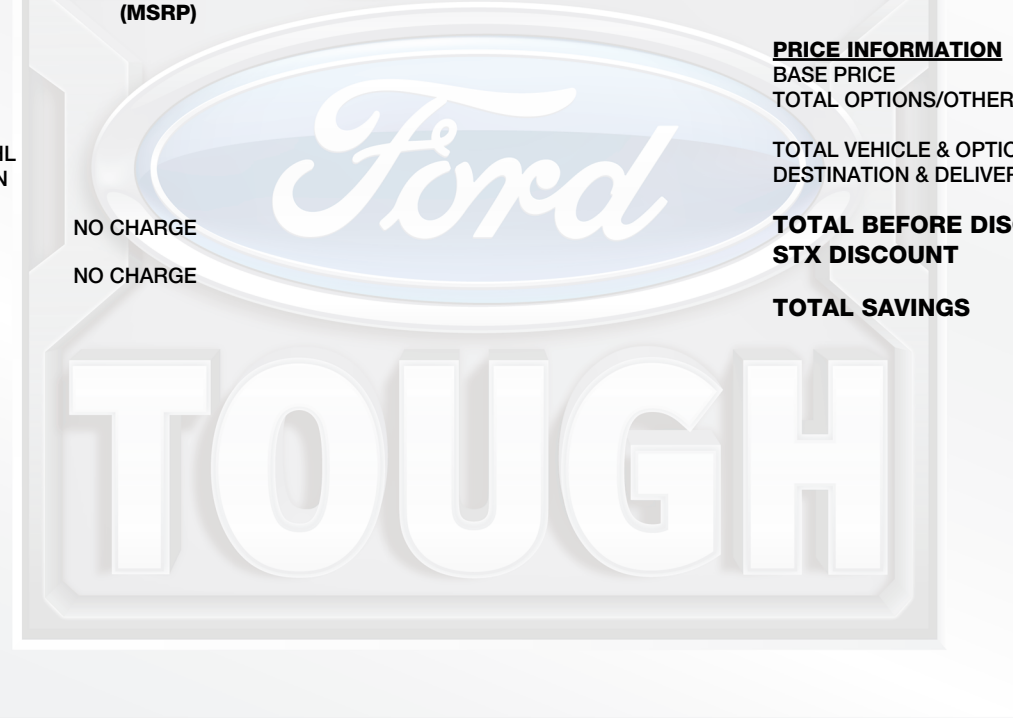 (MSRP)
IL
N
NO CHARGE
NO CHARGE
Ford
TOUGH
PRICE INFORMATION
BASE PRICE
TOTAL OPTIONS/OTHER
TOTAL VEHICLE & OPTIO
DESTINATION & DELIVER
TOTAL BEFORE DIS
STX DISCOUNT
TOTAL SAVINGS